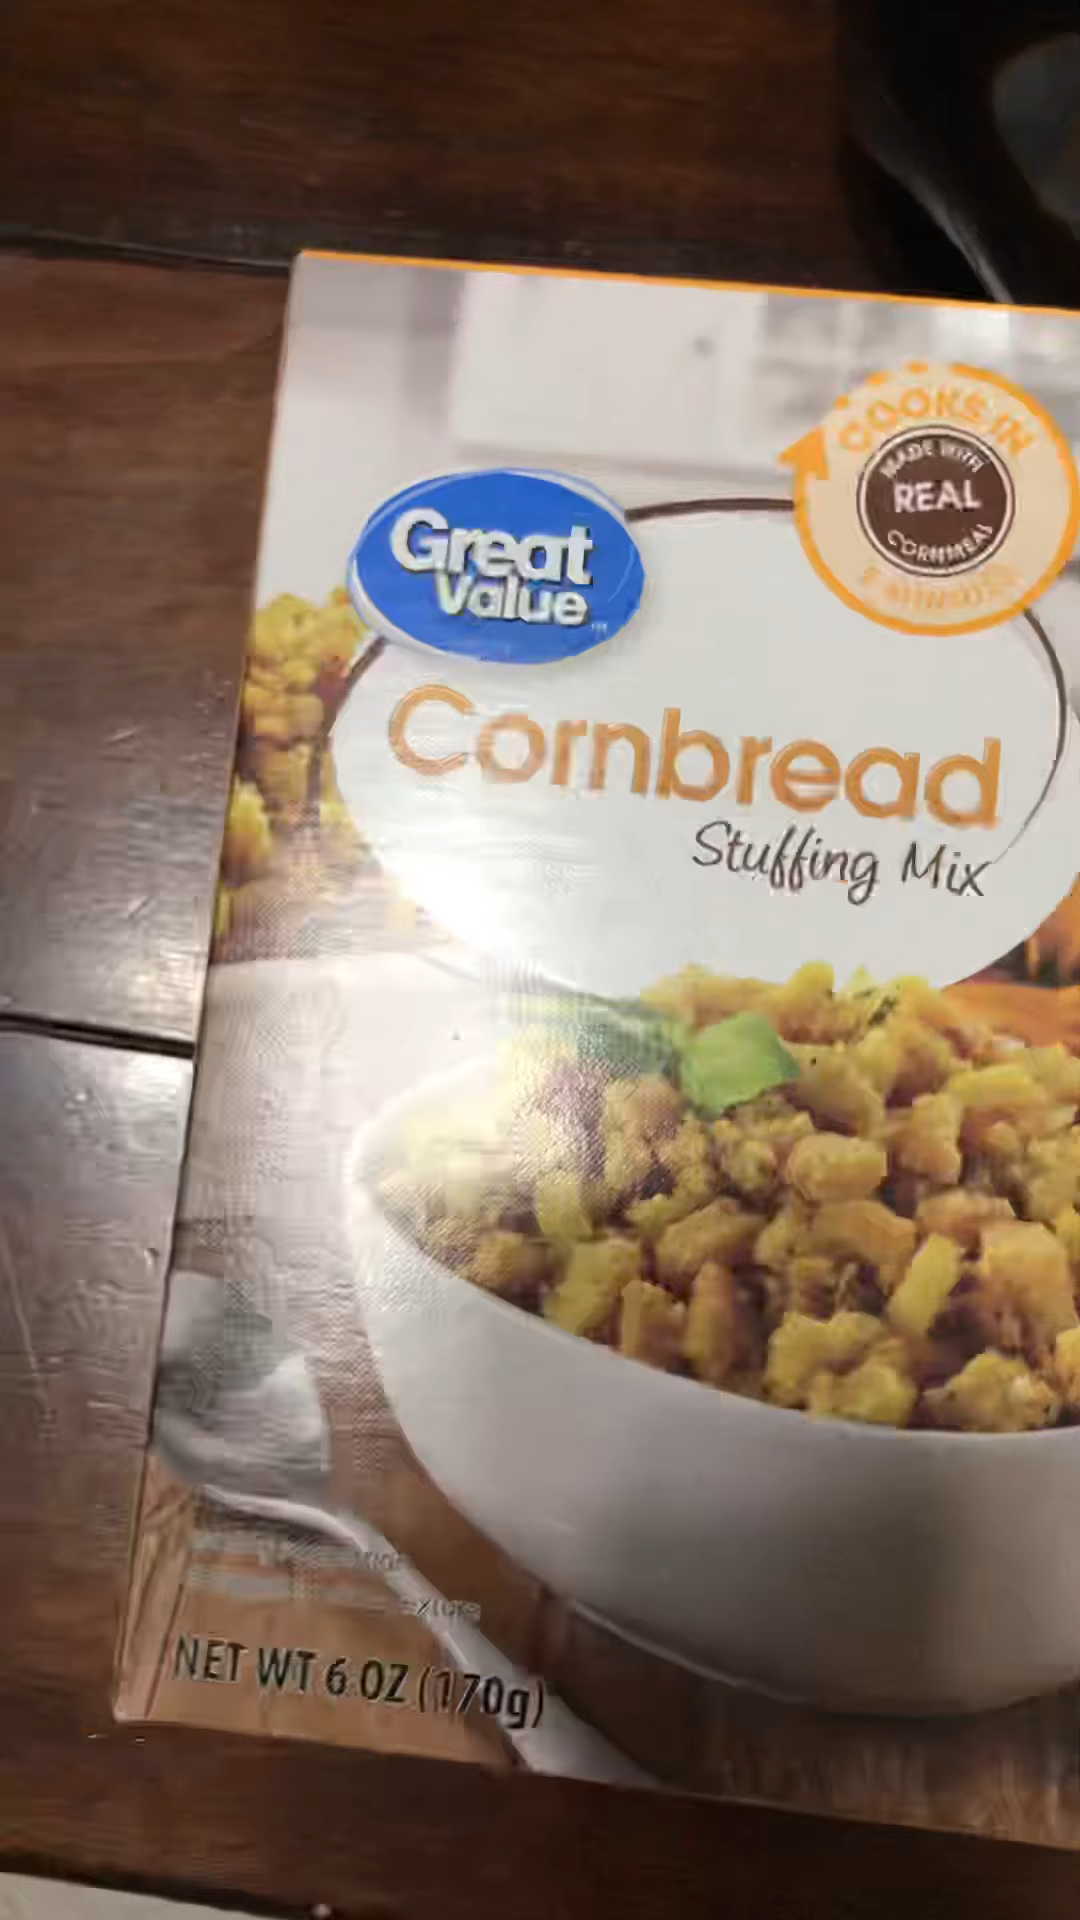 COOKS IN
MADE WITH
REAL
CORNMEAL
Great
Value
Cornbread
Stuffing Mix
NET WT 6 OZ (170g)